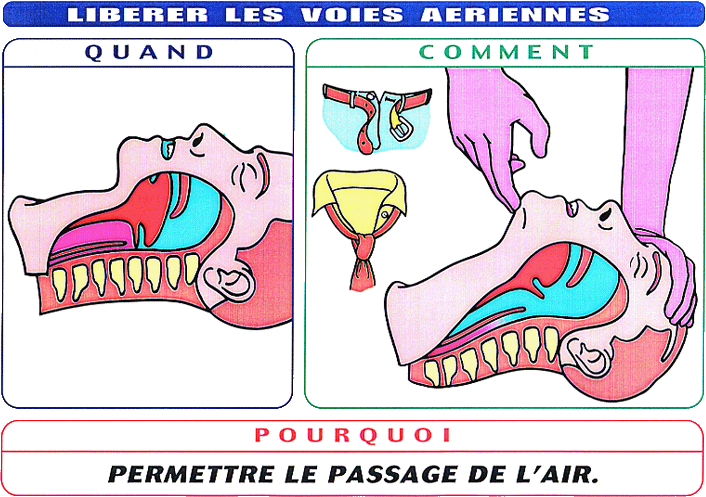 LIBERER LES VOIES AERIENNES
QUAND
COMMENT
POURQUOI
PERMETTRE LE PASSAGE DE L'AIR.